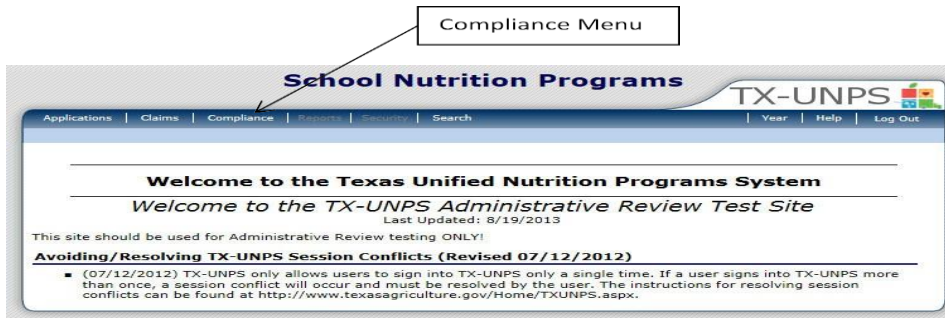 Compliance Menu
School Nutrition Programs
TX-UNPS
Applications | Claims | Compliance | Reports | Security | Search | Year | Help | Log Out
Welcome to the Texas Unified Nutrition Programs System
Welcome to the TX-UNPS Administrative Review Test Site
Last Updated: 8/19/2013
This site should be used for Administrative Review testing ONLY!
Avoiding/Resolving TX-UNPS Session Conflicts (Revised 07/12/2012)
▪ (07/12/2012) TX-UNPS only allows users to sign into TX-UNPS only a single time. If a user signs into TX-UNPS more
than once, a session conflict will occur and must be resolved by the user. The instructions for resolving session
conflicts can be found at http://www.texasagriculture.gov/Home/TXUNPS.aspx.